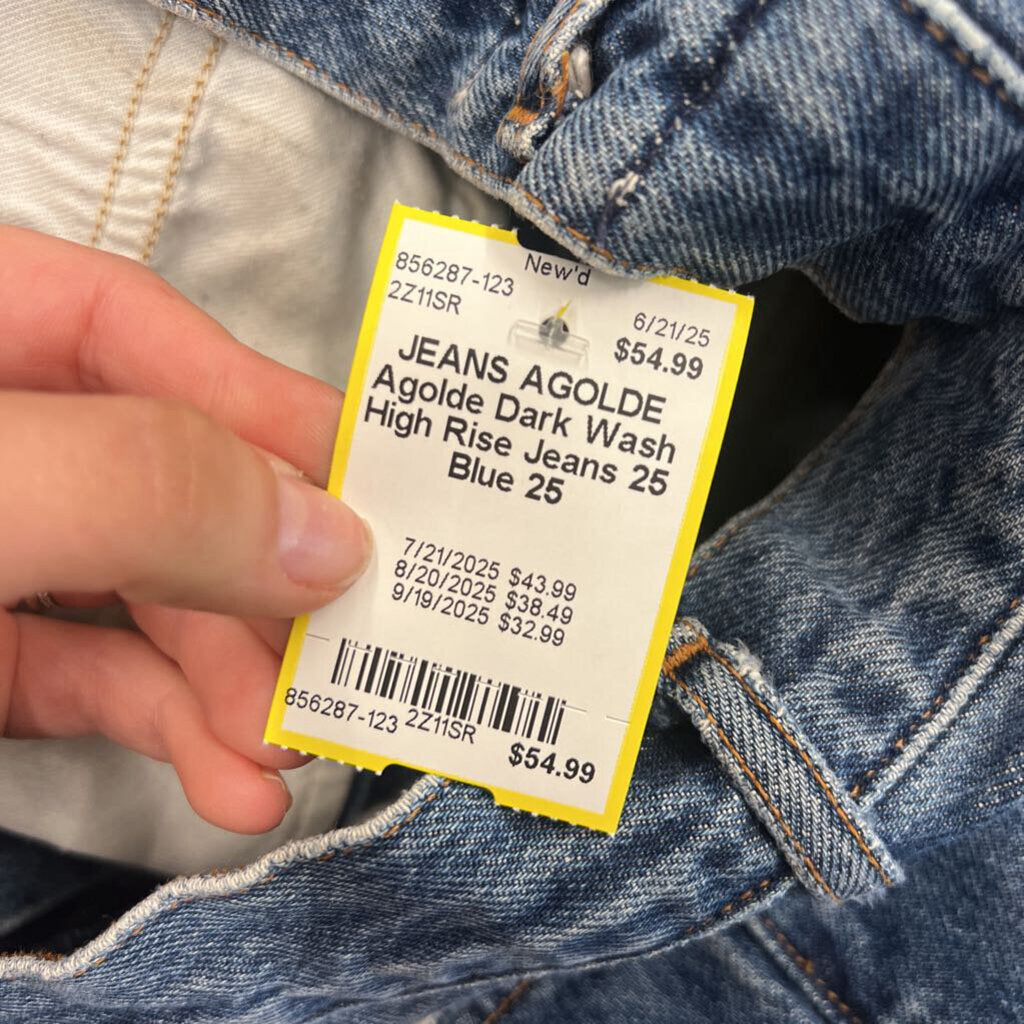 New'd
856287-123
2Z11SR
6/21/25
$54.99
JEANS AGOLDE
Agolde Dark Wash
High Rise Jeans 25
Blue 25
7/21/2025 $43.99
8/20/2025 $38.49
9/19/2025 $32.99
856287-123 2Z11SR
$54.99